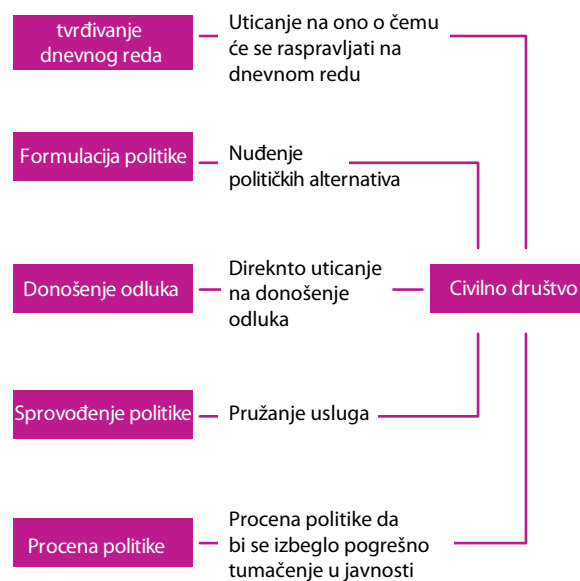 tvrđivanje
dnevnog reda
Uticanje na ono o čemu
će se raspravljati na
dnevnom redu
Formulacija politike
Nuđenje
političkih alternativa
Donošenje odluka
Direknto uticanje
na donošenje
odluka
Civilno društvo
Sprovođenje politike
Pružanje usluga
Procena politike
Procena politike da
bi se izbeglo pogrešno
tumačenje u javnosti